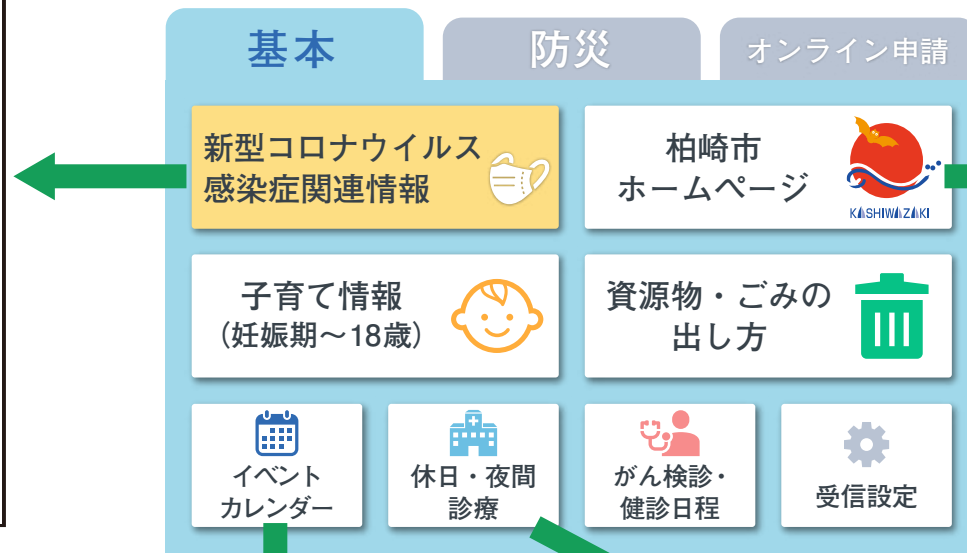 基本
防災
オンライン申請
新型コロナウイルス
感染症関連情報
柏崎市
ホームページ
KASHIWAZAKI
子育て情報
(妊娠期～18歳)
資源物・ごみの
出し方
イベント
カレンダー
休日・夜間
診療
がん検診・
健診日程
受信設定